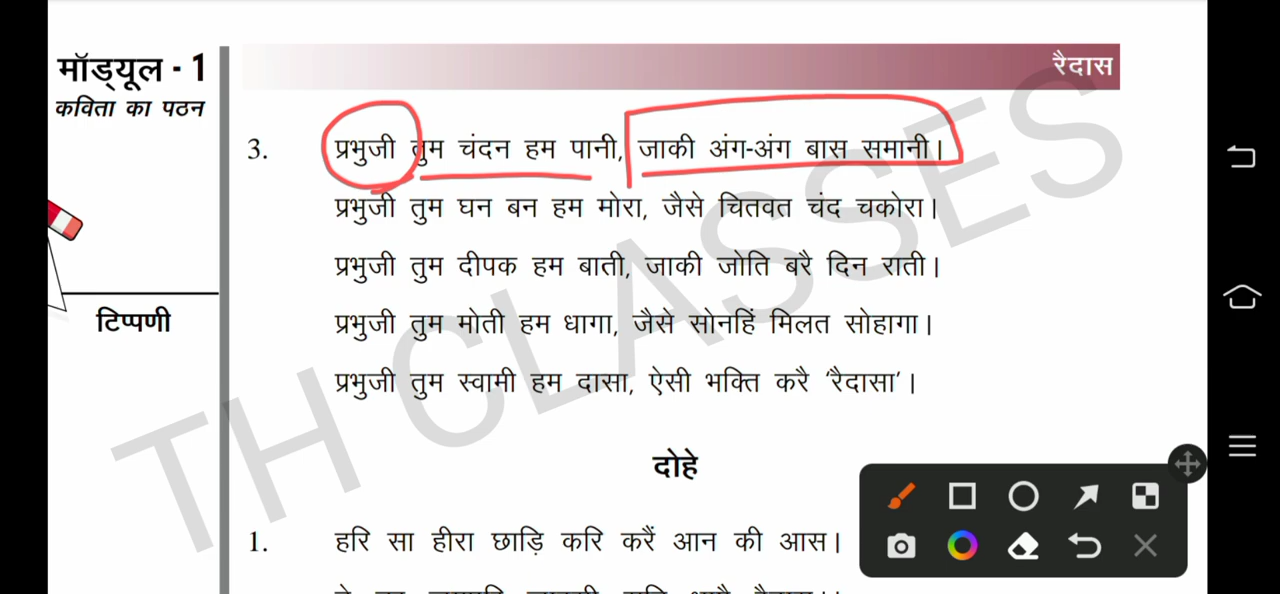 मॉड्यूल - 1
कविता का पठन
टिप्पणी
रैदास
3. प्रभुजी तुम चंदन हम पानी, जाकी अंग-अंग बास समानी।
प्रभुजी तुम घन बन हम मोरा, जैसे चितवत चंद चकोरा।
प्रभुजी तुम दीपक हम बाती, जाकी जोति बरै दिन राती।
प्रभुजी तुम मोती हम धागा, जैसे सोनहिं मिलत सोहागा।
प्रभुजी तुम स्वामी हम दासा, ऐसी भक्ति करै ‘रैदासा’।
दोहे
1. हरि सा हीरा छाड़ि करि करैं आन की आस।
TH CLASSES